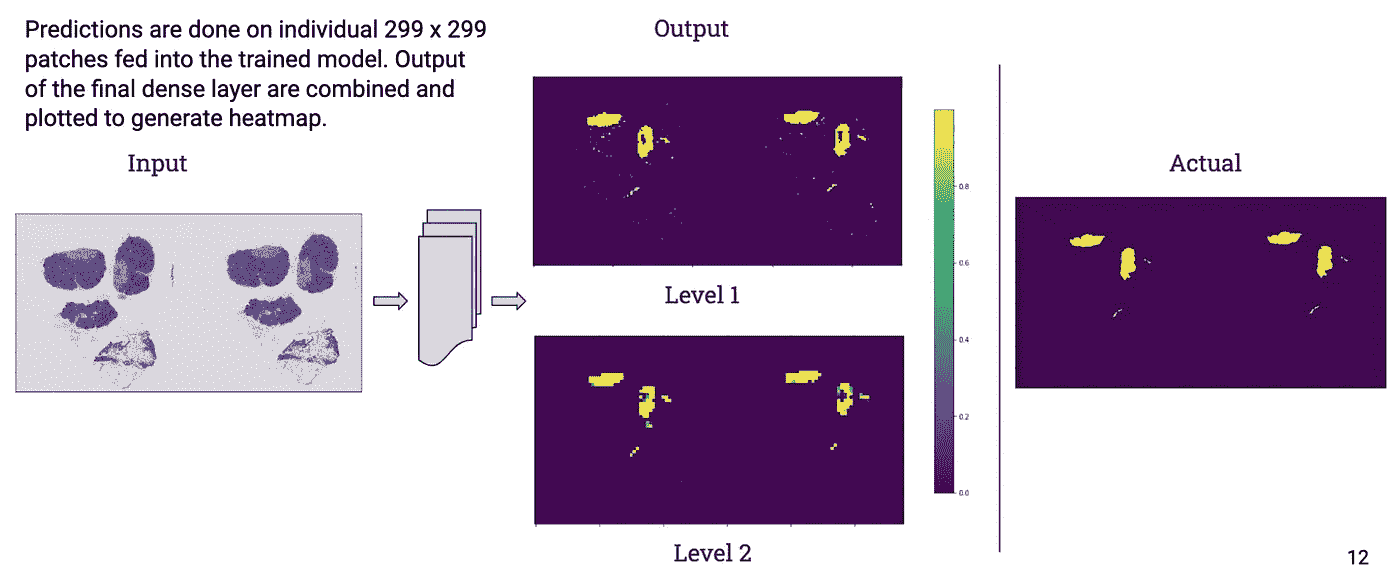 Predictions are done on individual 299 x 299
patches fed into the trained model. Output
of the final dense layer are combined and
plotted to generate heatmap.
Input
Output
Level 1
Level 2
0.8
0.6
0.4
0.2
0.0
Actual
12